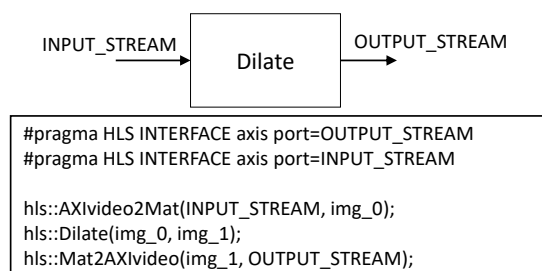 INPUT_STREAM
Dilate
OUTPUT_STREAM
#pragma HLS INTERFACE axis port=OUTPUT_STREAM
#pragma HLS INTERFACE axis port=INPUT_STREAM
hls::AXIvideo2Mat(INPUT_STREAM, img_0);
hls::Dilate(img_0, img_1);
hls::Mat2AXIvideo(img_1, OUTPUT_STREAM);